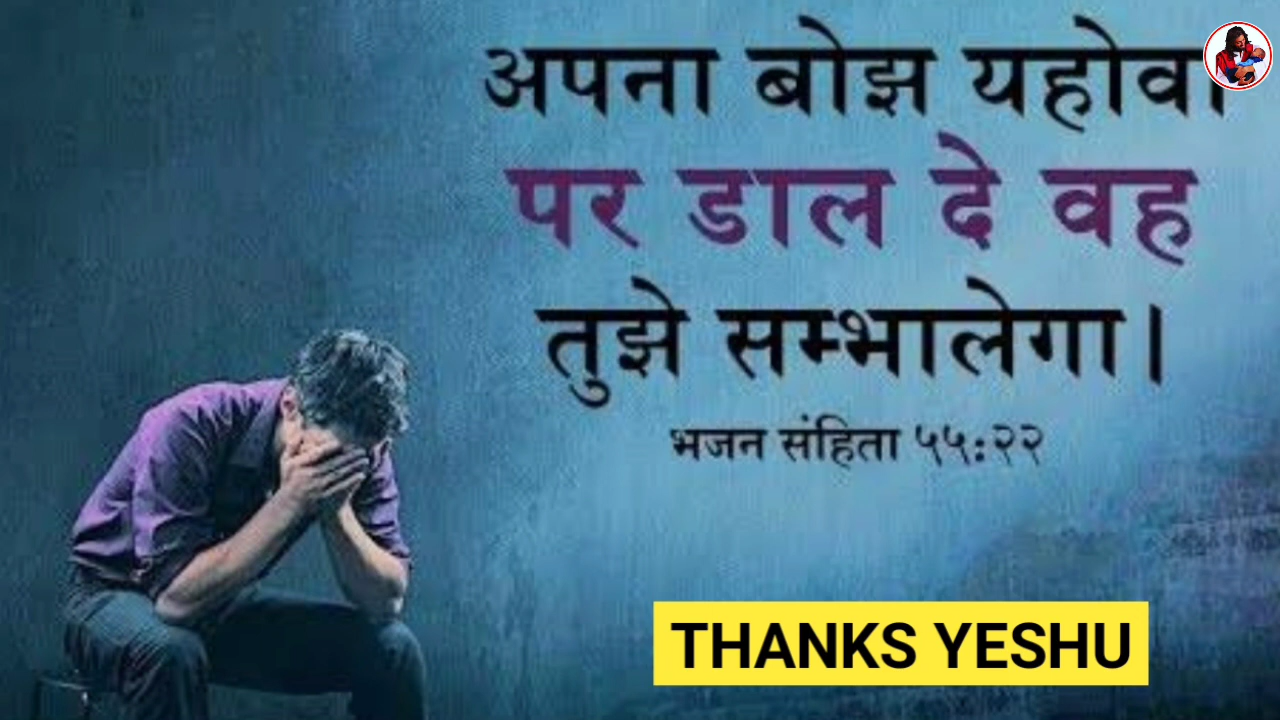 अपना बोझ यहोवा
पर डाल दे वह
तुझे सम्भालेगा।
भजन संहिता ५५:२२
THANKS YESHU